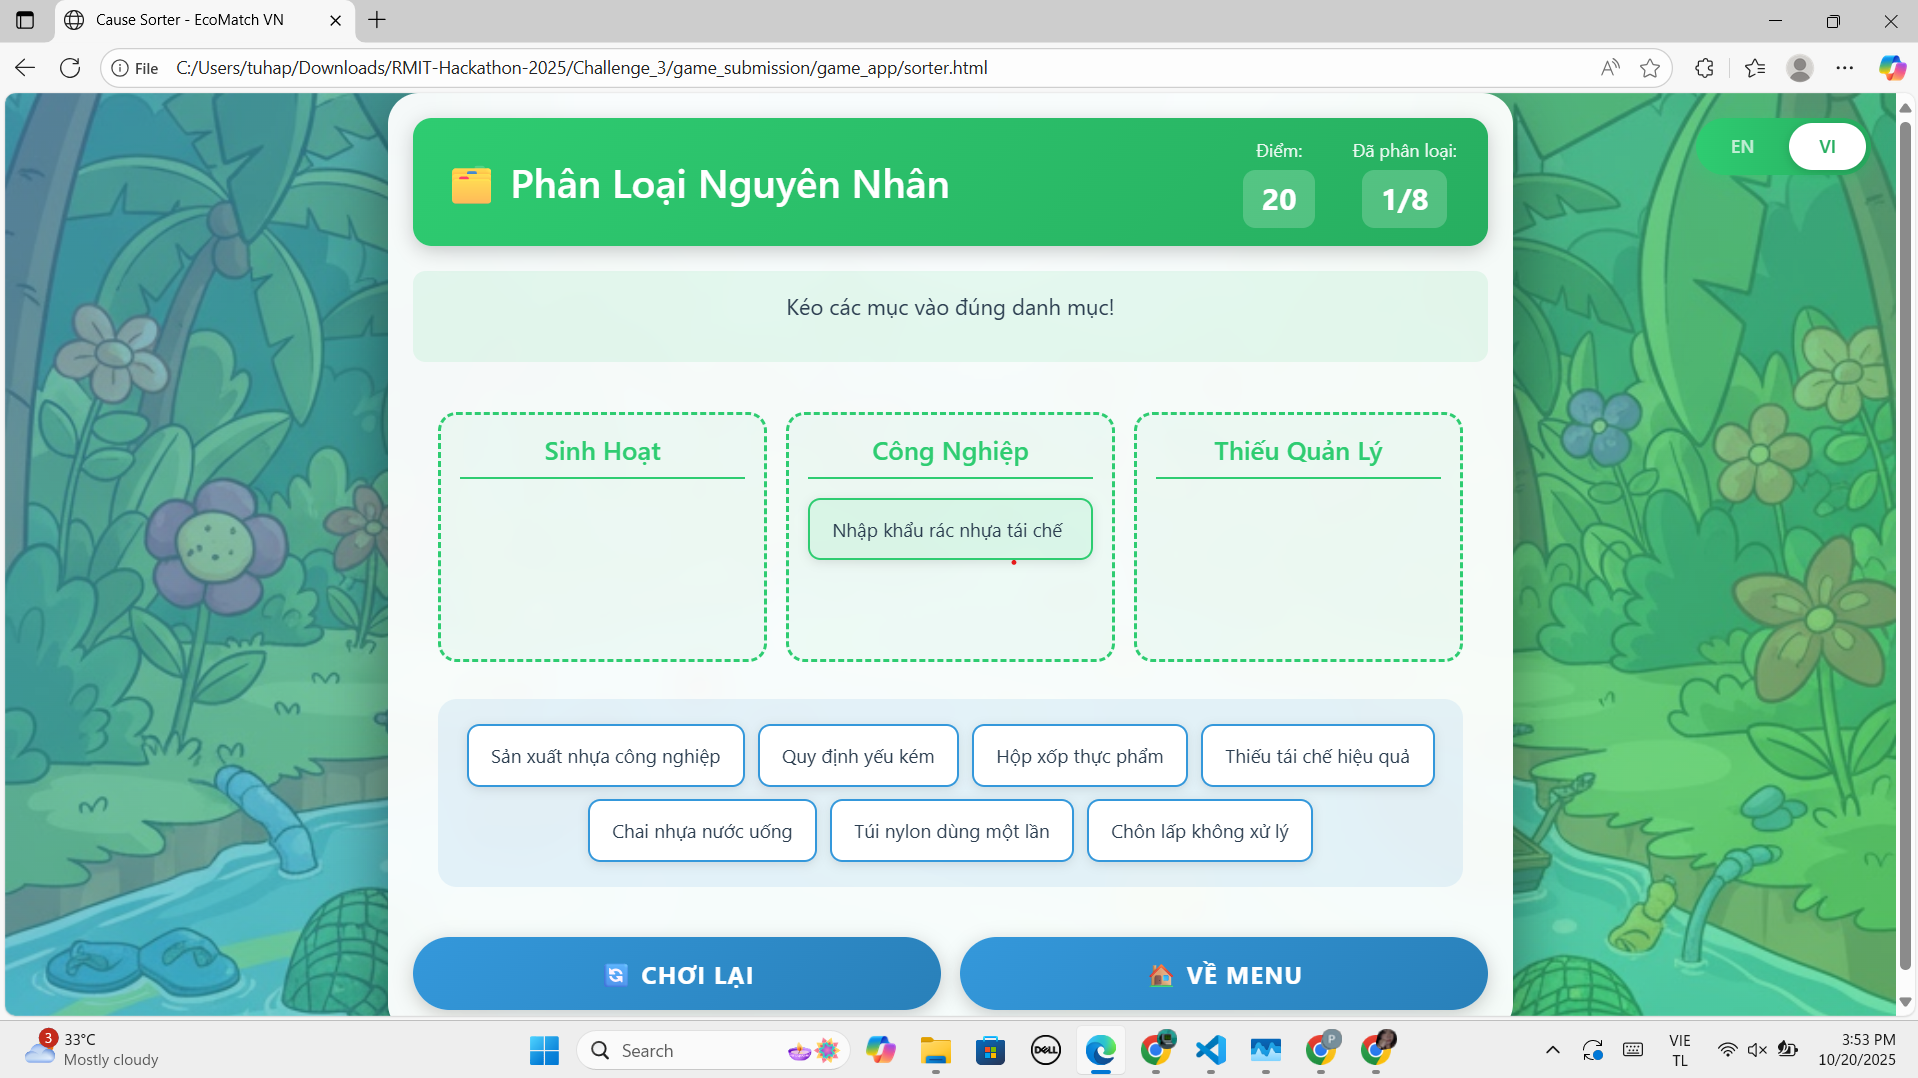 Cause Sorter - EcoMatch VN
File C:/Users/tuhap/Downloads/RMIT-Hackathon-2025/Challenge_3/game_submission/game_app/sorter.html
Phân Loại Nguyên Nhân
Điểm:
20
Đã phân loại:
1/8
EN VI
Kéo các mục vào đúng danh mục!
Sinh Hoạt
Công Nghiệp
Nhập khẩu rác nhựa tái chế
Thiếu Quản Lý
Sản xuất nhựa công nghiệp
Quy định yếu kém
Hộp xốp thực phẩm
Thiếu tái chế hiệu quả
Chai nhựa nước uống
Túi nylon dùng một lần
Chôn lấp không xử lý
CHƠI LẠI
VỀ MENU
3
33°C
Mostly cloudy
Search
DELL
P
VIE
TL
3:53 PM
10/20/2025